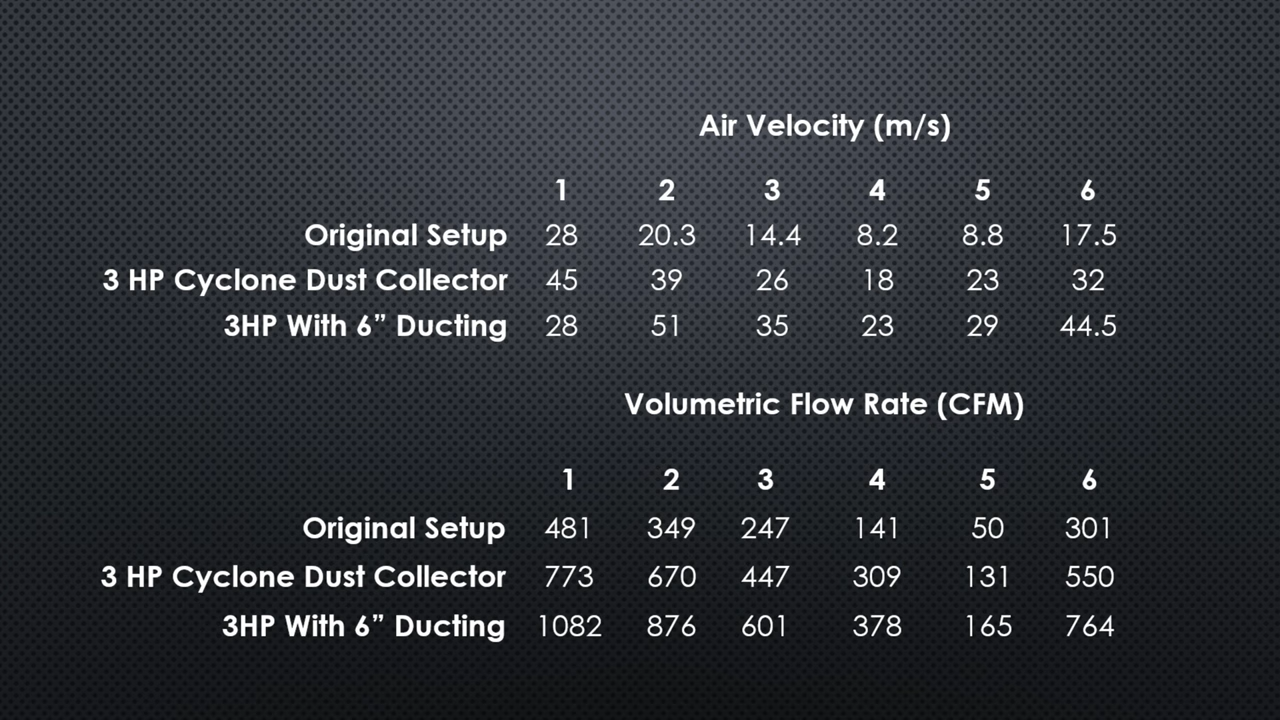 Air Velocity (m/s)
1 2 3 4 5 6
Original Setup 28 20.3 14.4 8.2 8.8 17.5
3 HP Cyclone Dust Collector 45 39 26 18 23 32
3HP With 6” Ducting 28 51 35 23 29 44.5
Volumetric Flow Rate (CFM)
1 2 3 4 5 6
Original Setup 481 349 247 141 50 301
3 HP Cyclone Dust Collector 773 670 447 309 131 550
3HP With 6” Ducting 1082 876 601 378 165 764